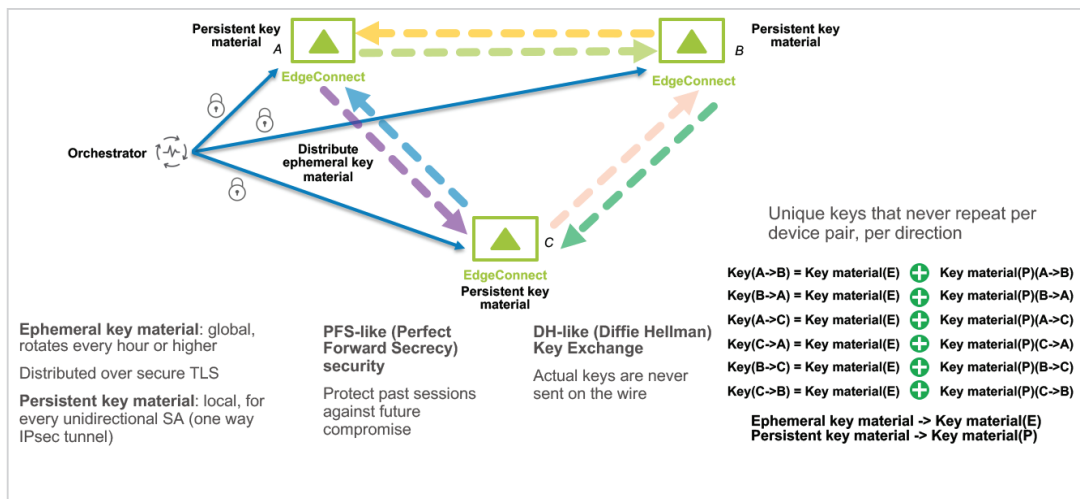 Persistent key
material
A
EdgeConnect
Persistent key
material
B
EdgeConnect
Orchestrator
Distribute
ephemeral key
material
C
EdgeConnect
Persistent key
material
Unique keys that never repeat per
device pair, per direction
Key(A->B) = Key material(E) + Key material(P)(A->B)
Key(B->A) = Key material(E) + Key material(P)(B->A)
Key(A->C) = Key material(E) + Key material(P)(A->C)
Key(C->A) = Key material(E) + Key material(P)(C->A)
Key(B->C) = Key material(E) + Key material(P)(B->C)
Key(C->B) = Key material(E) + Key material(P)(C->B)
Ephemeral key material -> Key material(E)
Persistent key material -> Key material(P)
Ephemeral key material: global,
rotates every hour or higher
Distributed over secure TLS
Persistent key material: local, for
every unidirectional SA (one way
IPsec tunnel)
PFS-like (Perfect
Forward Secrecy)
security
Protect past sessions
against future
compromise
DH-like (Diffie Hellman)
Key Exchange
Actual keys are never
sent on the wire